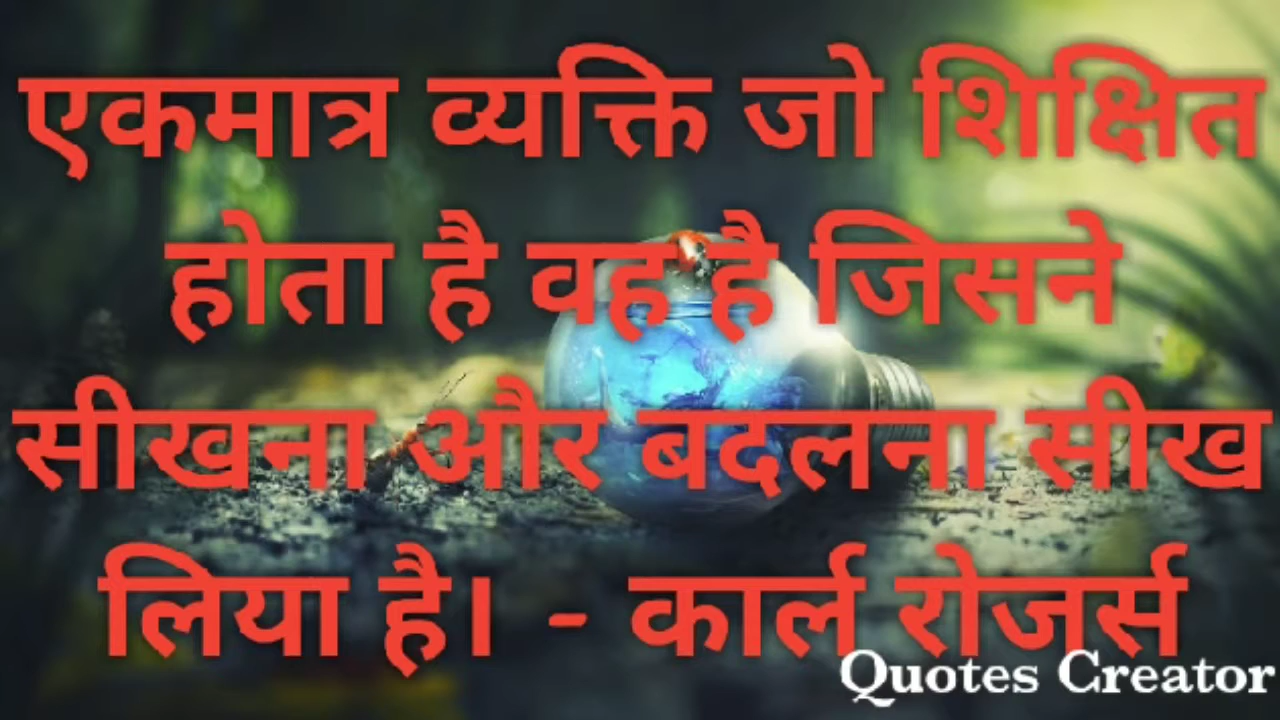 एकमात्र व्यक्ति जो शिक्षित
होता है वह है जिसने
सीखना और बदलना सीख
लिया है। - कार्ल रोजर्स
Quotes Creator